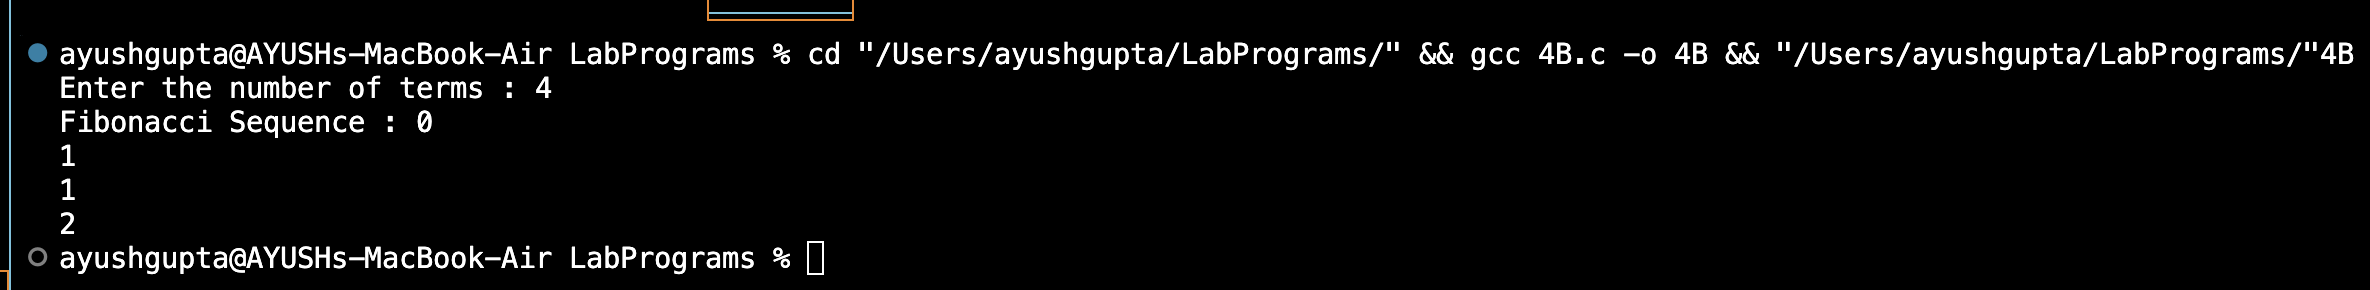 ayushgupta@AYUSHs-MacBook-Air LabPrograms % cd "/Users/ayushgupta/LabPrograms/" && gcc 4B.c -o 4B && "/Users/ayushgupta/LabPrograms/"4B
Enter the number of terms : 4
Fibonacci Sequence : 0
1
1
2
ayushgupta@AYUSHs-MacBook-Air LabPrograms %